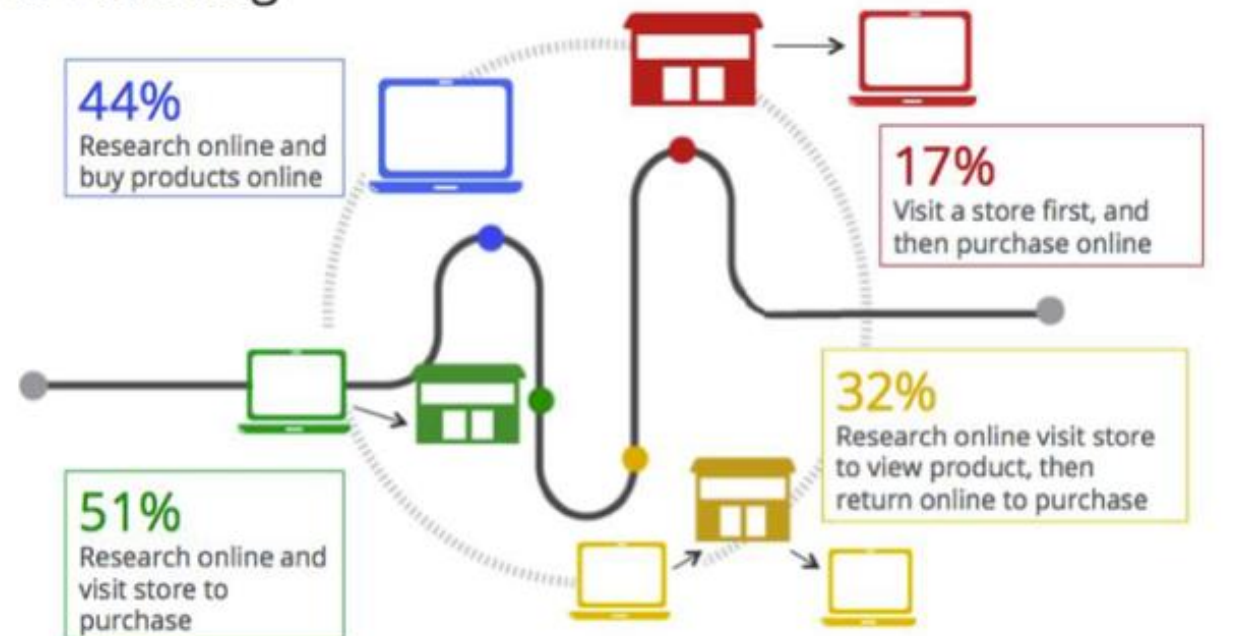 44%
Research online and
buy products online
17%
Visit a store first, and
then purchase online
51%
Research online and
visit store to
purchase
32%
Research online visit store
to view product, then
return online to purchase